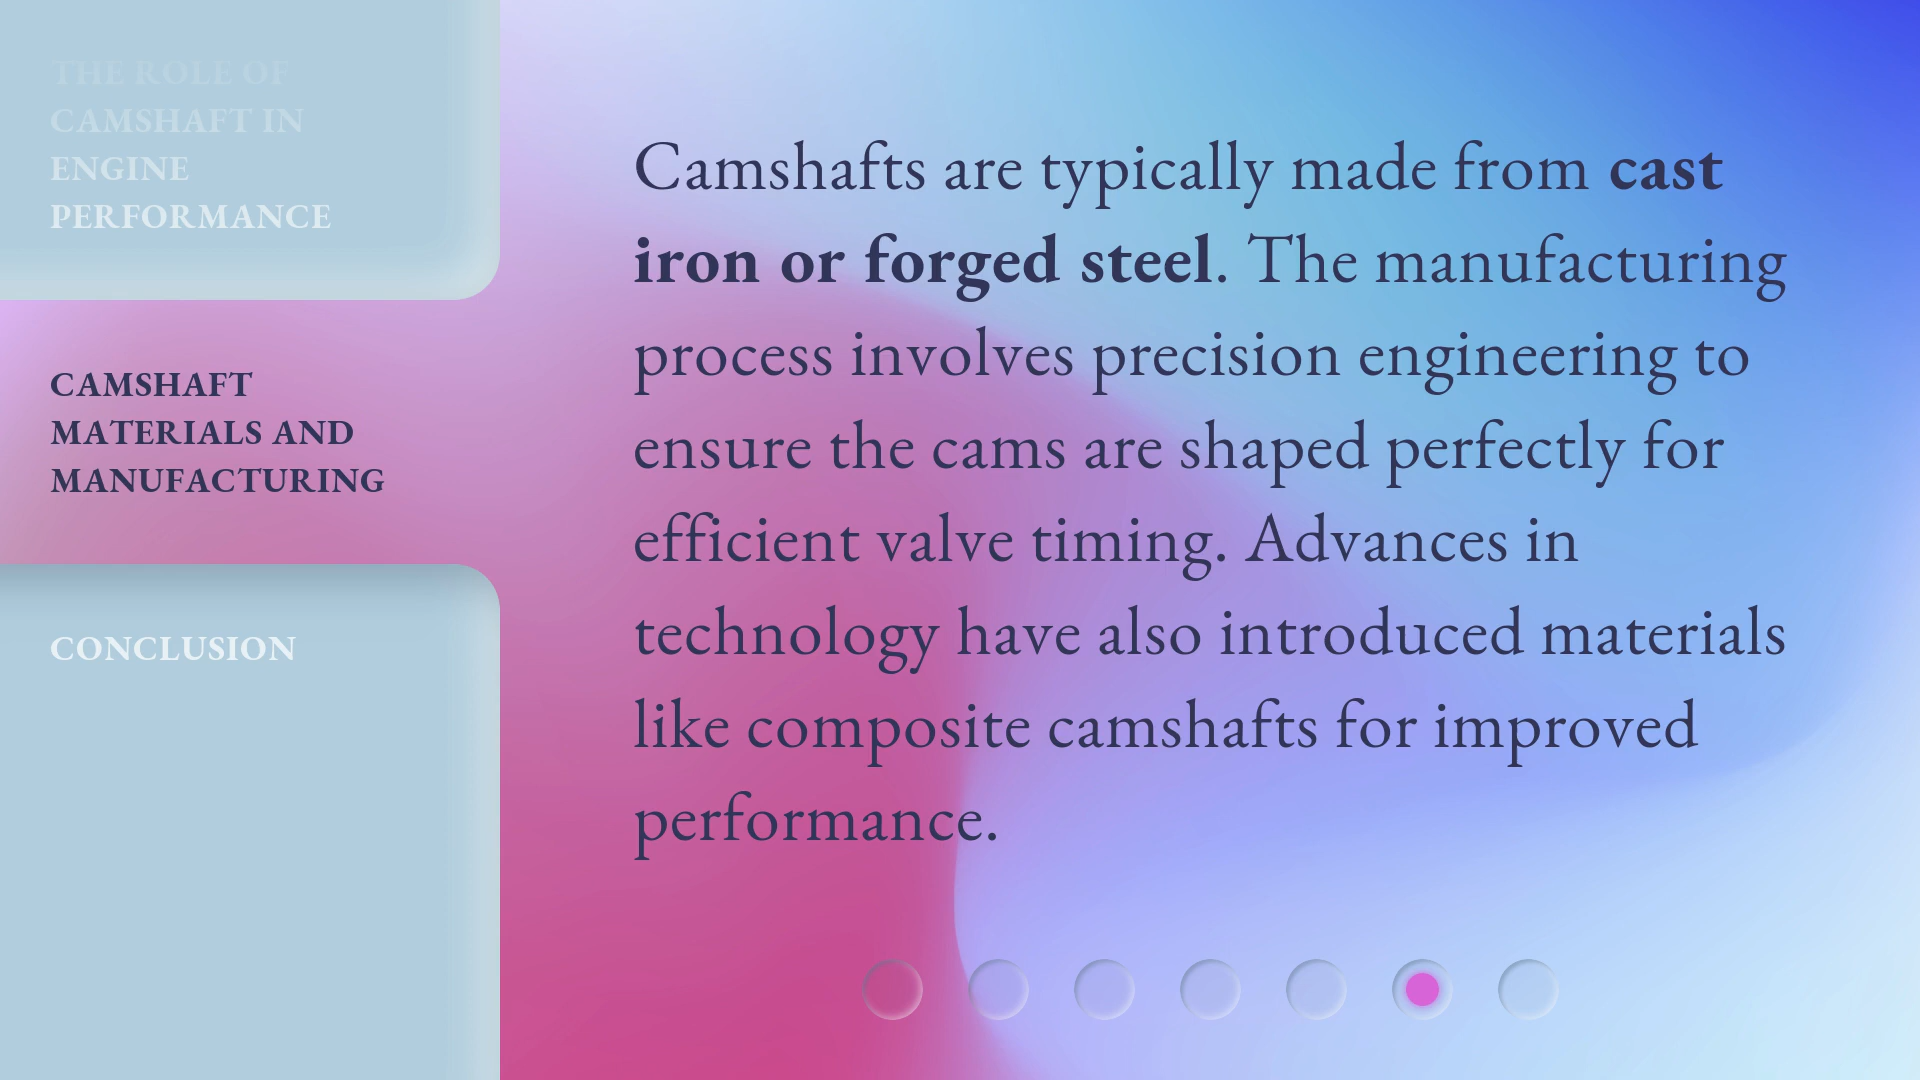 THE ROLE OF
CAMSHAFT IN
ENGINE
PERFORMANCE
CAMSHAFT
MATERIALS AND
MANUFACTURING
CONCLUSION
Camshafts are typically made from cast
iron or forged steel. The manufacturing
process involves precision engineering to
ensure the cams are shaped perfectly for
efficient valve timing. Advances in
technology have also introduced materials
like composite camshafts for improved
performance.